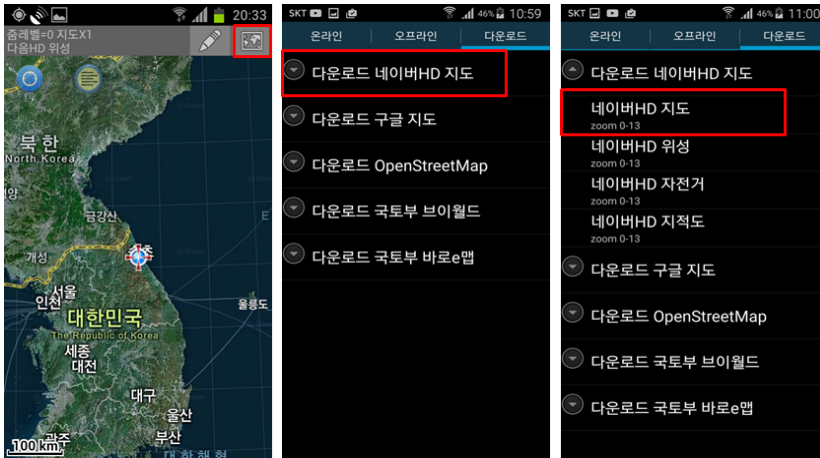 20:33
줌레벨=0 지도X1
다음HD 위성
북한
North Korea
금강산
개성
서울
인천
대한민국
The Republic of Korea
세종
대전
울릉도
대구
울산
부산
광주
100 km
대한해협
SKT 46% 10:59
온라인 오프라인 다운로드
다운로드 네이버HD 지도
다운로드 구글 지도
다운로드 OpenStreetMap
다운로드 국토부 브이월드
다운로드 국토부 바로e맵
SKT 46% 11:00
온라인 오프라인 다운로드
다운로드 네이버HD 지도
네이버HD 지도
zoom 0-13
네이버HD 위성
zoom 0-13
네이버HD 자전거
zoom 0-13
네이버HD 지적도
zoom 0-13
다운로드 구글 지도
다운로드 OpenStreetMap
다운로드 국토부 브이월드
다운로드 국토부 바로e맵